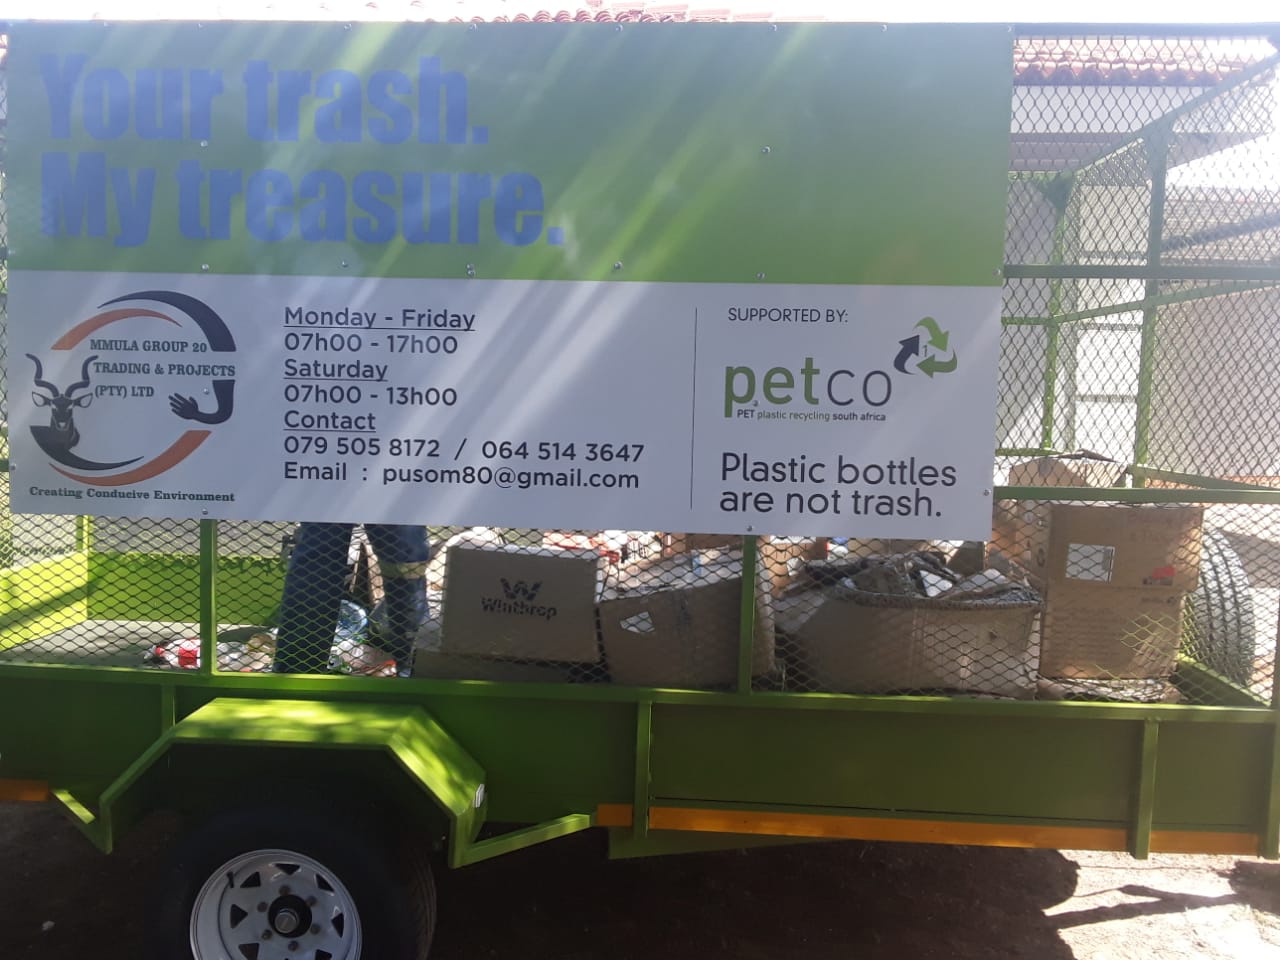 Your trash.
My treasure.
MMULA GROUP 20
TRADING & PROJECTS
(PTY) LTD
Creating Conducive Environment
Monday - Friday
07h00 - 17h00
Saturday
07h00 - 13h00
Contact
079 505 8172 / 064 514 3647
Email : pusom80@gmail.com
SUPPORTED BY:
1
petco
PET plastic recycling south africa
Plastic bottles
are not trash.
Winthrop